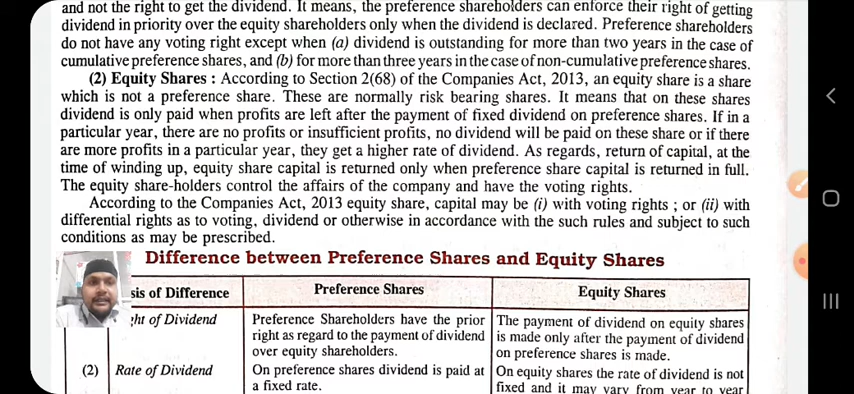 and not the right to get the dividend. It means, the preference shareholders can enforce their right of getting
dividend in priority over the equity shareholders only when the dividend is declared. Preference shareholders
do not have any voting right except when (a) dividend is outstanding for more than two years in the case of
cumulative preference shares, and (b) for more than three years in the case of non-cumulative preference shares.
(2) Equity Shares : According to Section 2(68) of the Companies Act, 2013, an equity share is a share
which is not a preference share. These are normally risk bearing shares. It means that on these shares
dividend is only paid when profits are left after the payment of fixed dividend on preference shares. If in a
particular year, there are no profits or insufficient profits, no dividend will be paid on these share or if there
are more profits in a particular year, they get a higher rate of dividend. As regards, return of capital, at the
time of winding up, equity share capital is returned only when preference share capital is returned in full.
The equity share-holders control the affairs of the company and have the voting rights.
According to the Companies Act, 2013 equity share, capital may be (i) with voting rights ; or (ii) with
differential rights as to voting, dividend or otherwise in accordance with the such rules and subject to such
conditions as may be prescribed.
Difference between Preference Shares and Equity Shares
sis of Difference Preference Shares Equity Shares
ht of Dividend
Preference Shareholders have the prior
right as regard to the payment of dividend
over equity shareholders.
The payment of dividend on equity shares
is made only after the payment of dividend
on preference shares is made.
(2) Rate of Dividend
On preference shares dividend is paid at
a fixed rate.
On equity shares the rate of dividend is not
fixed and it may vary from year to year